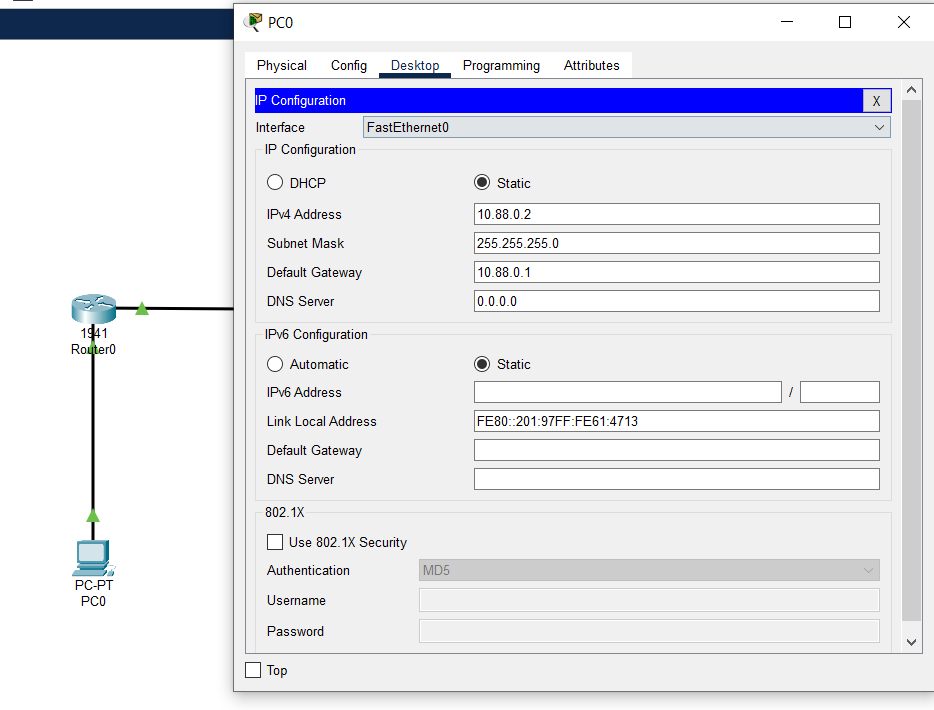 PC0
Physical Config Desktop Programming Attributes
IP Configuration X
Interface FastEthernet0
IP Configuration
DHCP Static
IPv4 Address 10.88.0.2
Subnet Mask 255.255.255.0
Default Gateway 10.88.0.1
DNS Server 0.0.0.0
IPv6 Configuration
Automatic Static
IPv6 Address /
Link Local Address FE80::201:97FF:FE61:4713
Default Gateway
DNS Server
802.1X
Use 802.1X Security
Authentication MD5
Username
Password
Top
1941
Router0
PC-PT
PC0